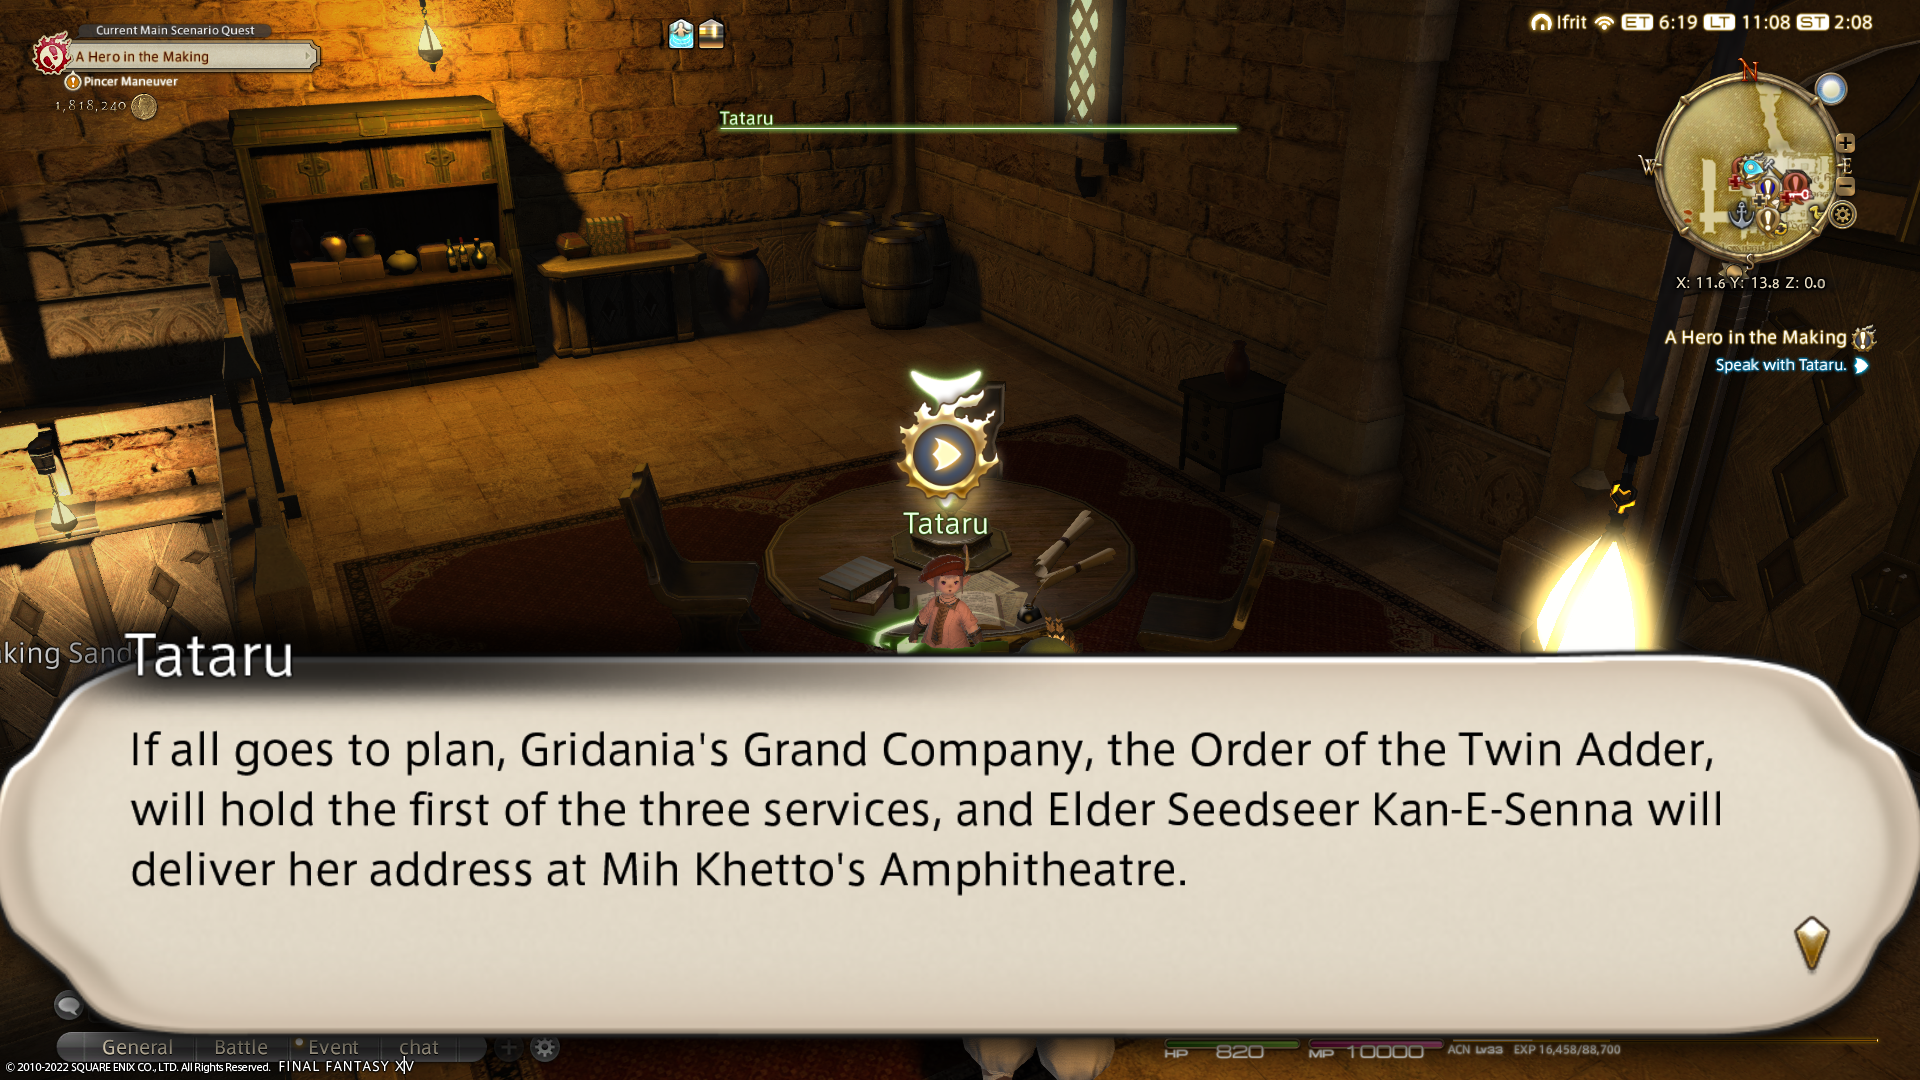 Current Main Scenario Quest
A Hero in the Making
Pincer Maneuver
1,818,240
Ifrit ET 6:19 LT 11:08 ST 2:08
Tataru
N
W
E
S
X: 11.6 Y: 13.8 Z: 0.0
A Hero in the Making
Speak with Tataru.
Tataru
king Sands
Tataru
If all goes to plan, Gridania's Grand Company, the Order of the Twin Adder,
will hold the first of the three services, and Elder Seedseer Kan-E-Senna will
deliver her address at Mih Khetto's Amphitheatre.
General Battle Event chat
HP 820 MP 10000 ACN Lv33 EXP 16,458/88,700
© 2010-2022 SQUARE ENIX CO., LTD. All Rights Reserved. FINAL FANTASY XIV